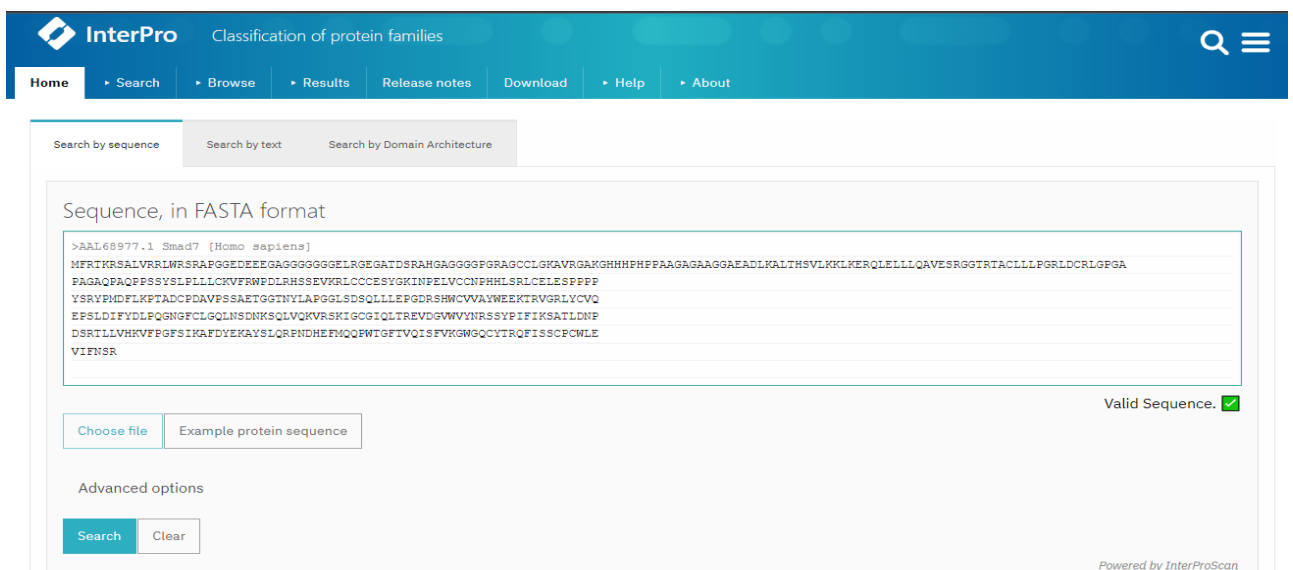 InterPro Classification of protein families
Home ▸ Search ▸ Browse ▸ Results Release notes Download ▸ Help ▸ About
Search by sequence Search by text Search by Domain Architecture
Sequence, in FASTA format
>AAL68977.1 Smad7 [Homo sapiens]
MFRTKRSALVRRLWRSRAPGGEDEEEGAGGGGGGGELRGEGATDSRAHGAGGGGPGRAGCCLGKAVRGAKGHHHPHPPAAGAGAAGGAEADLKALTHSVLKKLKERQLELLLQAVESRGGTRTACLLLPGRLDCRLGPGA
PAGAQPAQPPSSYSLPLLLCKVFRWPDLRHSSEVKRLCCCESYGKINPELVCCNPHHLSRLCELESPPPP
YSRYPMDFLKPTADCPDAVPSSAETGGTNYLAPGGLSDSQLLLEPGDRSHWCVVAYWEEKTRVGRLYCVQ
EPSLDIFYDLPQGNGFCLGQLNSDNKSQLVQKVRSKIGCGIQLTREVDGVWVYNRSSYPIFIKSATLDNP
DSRTLLVHKVFPGFSIKAFDYEKAYSLQRPNDHEFMQQPWTGFTVQISFVKGWGQCYTRQFISSCPCWLE
VIFNSR
Valid Sequence.
Choose file Example protein sequence
Advanced options
Search Clear
Powered by InterProScan